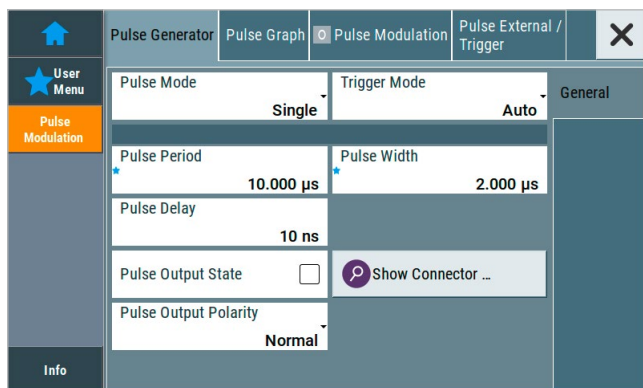 Pulse Generator
Pulse Graph
O Pulse Modulation
Pulse External /
Trigger
User
Menu
Pulse
Modulation
Info
Pulse Mode
Single
Trigger Mode
Auto
General
Pulse Period
10.000 µs
Pulse Width
2.000 µs
Pulse Delay
10 ns
Pulse Output State
Show Connector ...
Pulse Output Polarity
Normal